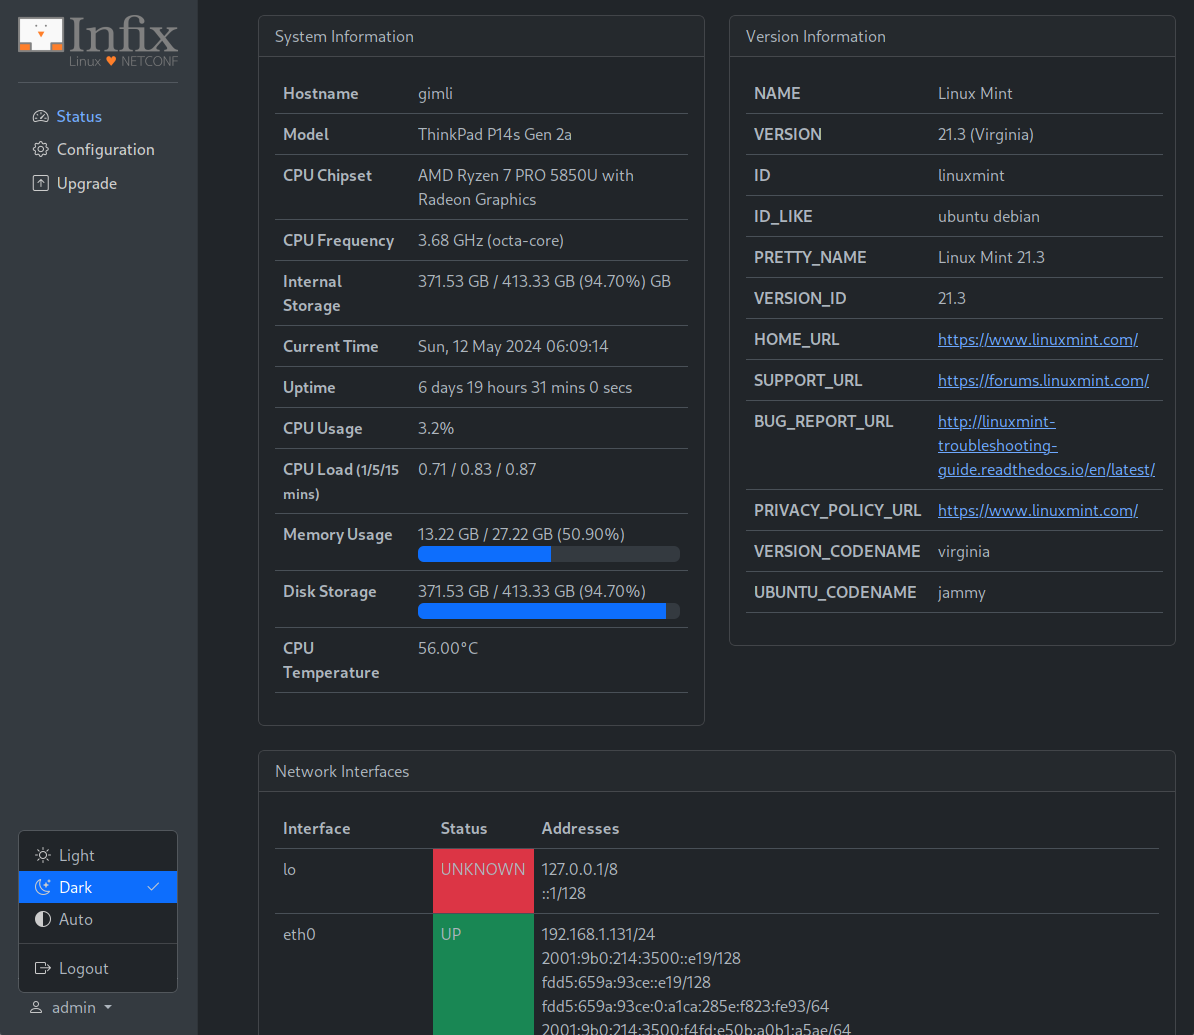 Infix
Linux NETCONF
Status
Configuration
Upgrade
System Information
Hostname gimli
Model ThinkPad P14s Gen 2a
CPU Chipset AMD Ryzen 7 PRO 5850U with
Radeon Graphics
CPU Frequency 3.68 GHz (octa-core)
Internal 371.53 GB / 413.33 GB (94.70%) GB
Storage
Current Time Sun, 12 May 2024 06:09:14
Uptime 6 days 19 hours 31 mins 0 secs
CPU Usage 3.2%
CPU Load (1/5/15 0.71 / 0.83 / 0.87
mins)
Memory Usage 13.22 GB / 27.22 GB (50.90%)
Disk Storage 371.53 GB / 413.33 GB (94.70%)
CPU 56.00°C
Temperature
Version Information
NAME Linux Mint
VERSION 21.3 (Virginia)
ID linuxmint
ID_LIKE ubuntu debian
PRETTY_NAME Linux Mint 21.3
VERSION_ID 21.3
HOME_URL https://www.linuxmint.com/
SUPPORT_URL https://forums.linuxmint.com/
BUG_REPORT_URL http://linuxmint-
troubleshooting-
guide.readthedocs.io/en/latest/
PRIVACY_POLICY_URL https://www.linuxmint.com/
VERSION_CODENAME virginia
UBUNTU_CODENAME jammy
Network Interfaces
Interface Status Addresses
lo UNKNOWN 127.0.0.1/8
::1/128
eth0 UP 192.168.1.131/24
2001:9b0:214:3500::e19/128
fdd5:659a:93ce::e19/128
fdd5:659a:93ce:0:a1ca:285e:f823:fe93/64
2001:9b0:214:3500:f4fd:e50b:a0b1:a5ae/64
Light
Dark
Auto
Logout
admin